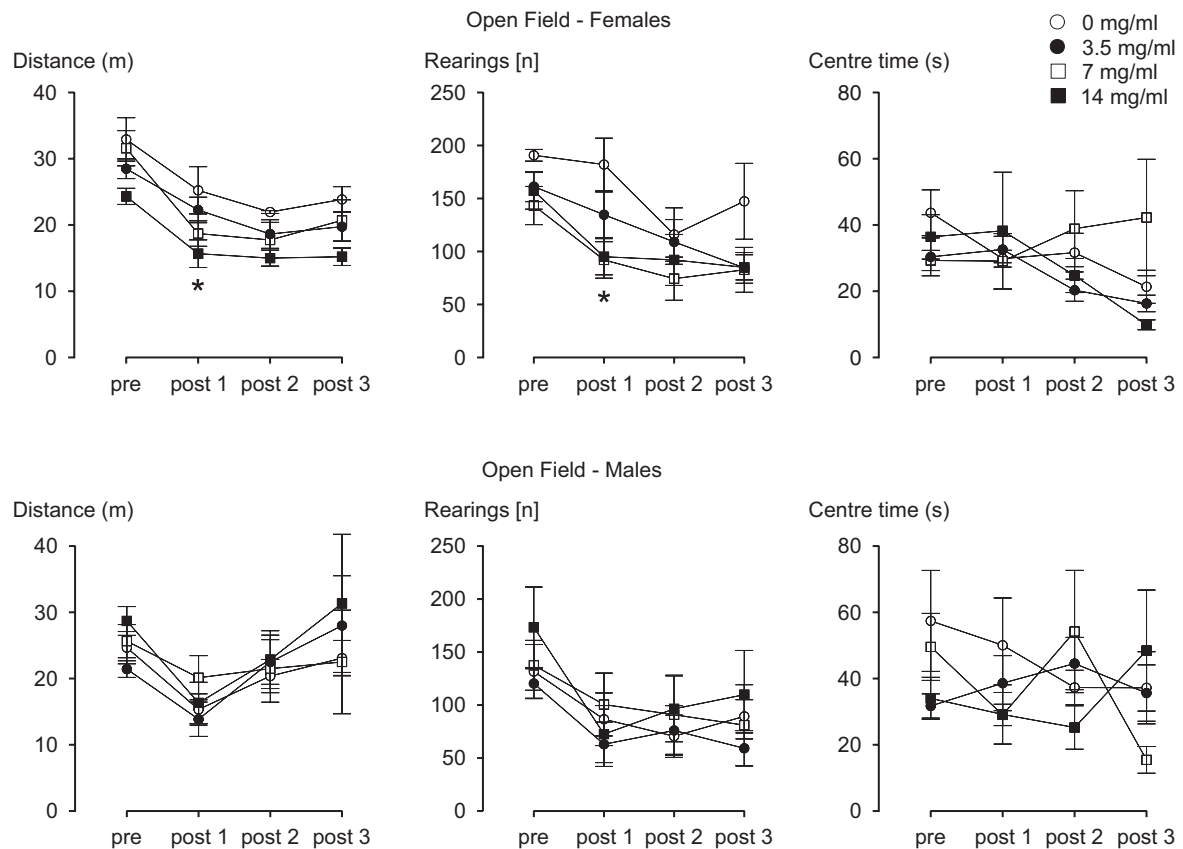 Open Field - Females
0 mg/ml
3.5 mg/ml
7 mg/ml
14 mg/ml
Distance (m)
40
30
20
10
0
pre post 1 post 2 post 3
*
Rearings [n]
250
200
150
100
50
0
pre post 1 post 2 post 3
*
Centre time (s)
80
60
40
20
0
pre post 1 post 2 post 3
Open Field - Males
Distance (m)
40
30
20
10
0
pre post 1 post 2 post 3
Rearings [n]
250
200
150
100
50
0
pre post 1 post 2 post 3
Centre time (s)
80
60
40
20
0
pre post 1 post 2 post 3